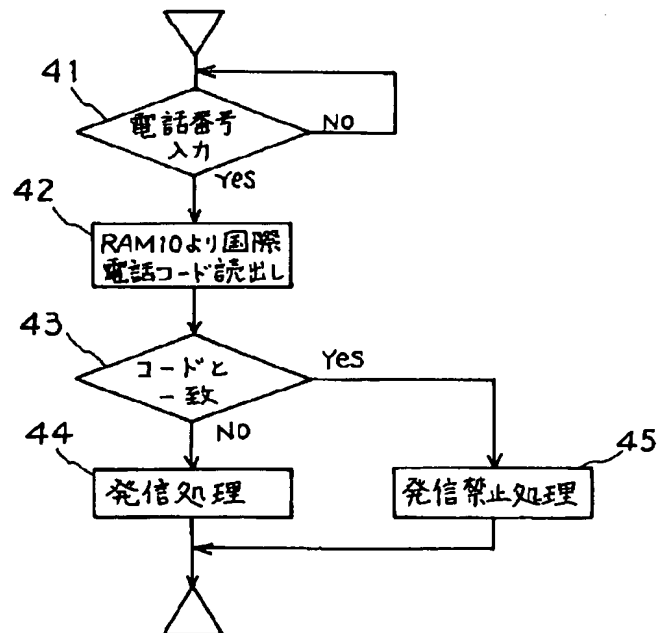 41
電話番号
入力
NO
Yes
42
RAM10より国際
電話コード読出し
43
コードと
一致
Yes
NO
44
発信処理
45
発信禁止処理